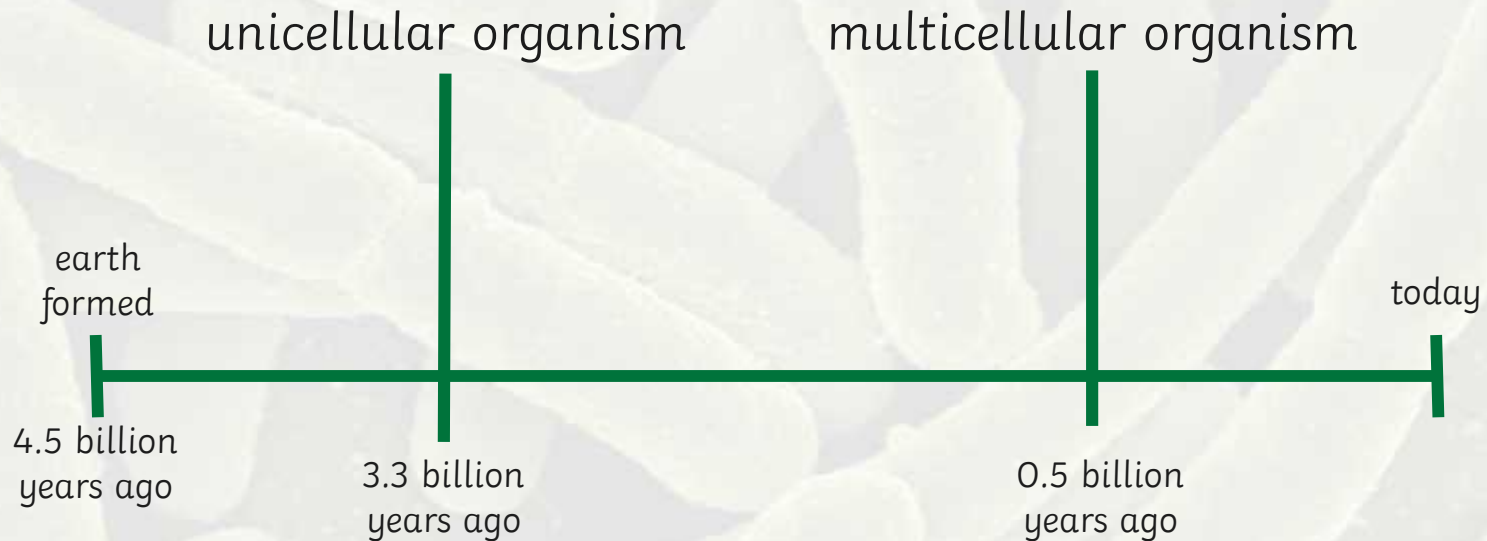 unicellular organism
multicellular organism
earth
formed
today
4.5 billion
years ago
3.3 billion
years ago
0.5 billion
years ago